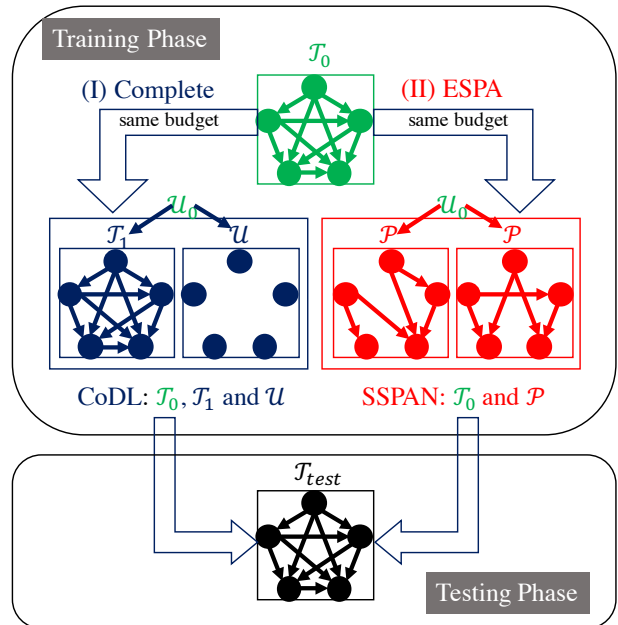 Training Phase
𝒯₀
(I) Complete
(II) ESPA
same budget
same budget
𝒰₀
𝒰₀
𝒯₁
𝒰
𝒫
𝒫
CoDL: 𝒯₀, 𝒯₁ and 𝒰
SSPAN: 𝒯₀ and 𝒫
𝒯_test
Testing Phase